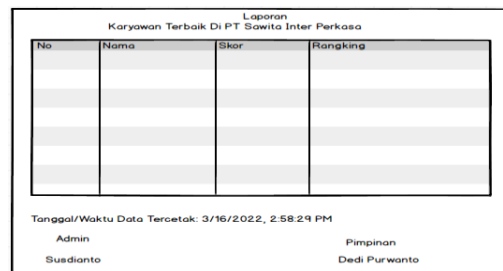 Laporan
Karyawan Terbaik Di PT Sawita Inter Perkasa
No Nama Skor Rangking
Tanggal/Waktu Data Tercetak: 3/16/2022, 2:58:29 PM
Admin Pimpinan
Susdianto Dedi Purwanto